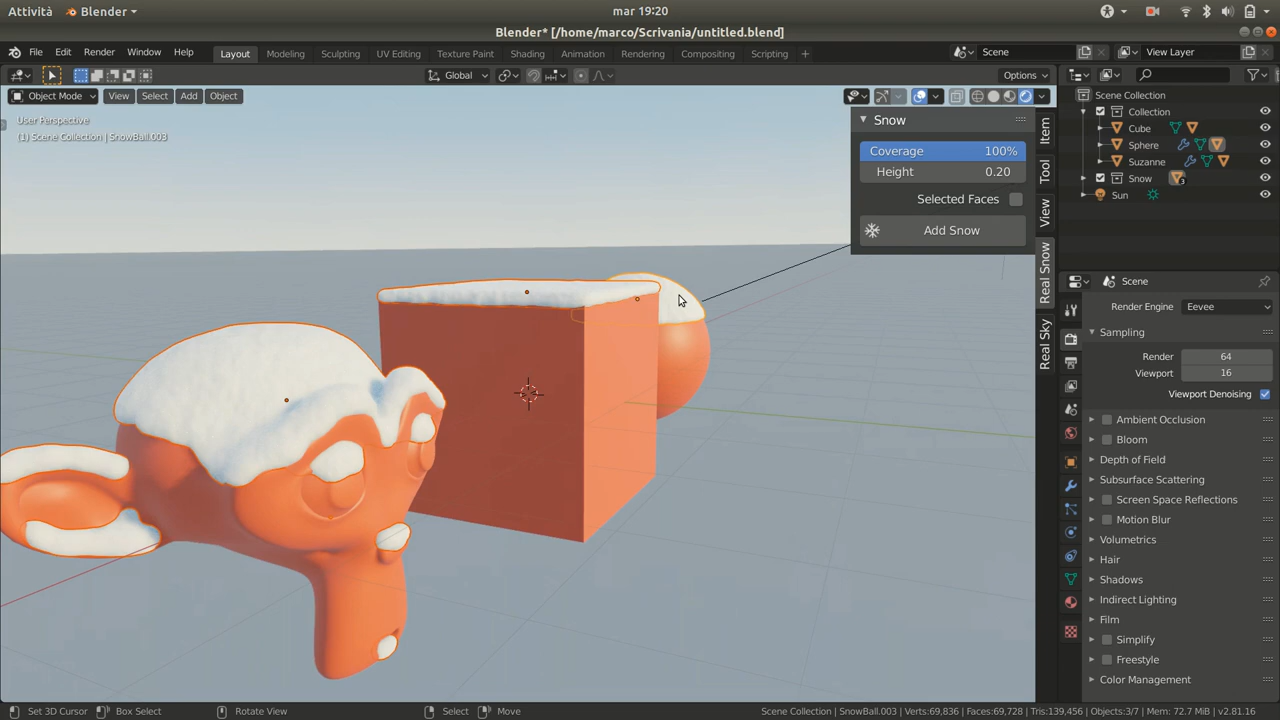 Attività Blender mar 19:20
Blender* [/home/marco/Scrivania/untitled.blend]
File Edit Render Window Help Layout Modeling Sculpting UV Editing Texture Paint Shading Animation Rendering Compositing Scripting + Scene View Layer
Global Options
Object Mode View Select Add Object
User Perspective
(1) Scene Collection | SnowBall.003
Snow
Coverage 100%
Height 0.20
Selected Faces
Add Snow
Item
Tool
View
Real Snow
Real Sky
Scene Collection
Collection
Cube
Sphere
Suzanne
Snow 3
Sun
Scene
Render Engine Eevee
Sampling
Render 64
Viewport 16
Viewport Denoising
Ambient Occlusion
Bloom
Depth of Field
Subsurface Scattering
Screen Space Reflections
Motion Blur
Volumetrics
Hair
Shadows
Indirect Lighting
Film
Simplify
Freestyle
Color Management
Set 3D Cursor Box Select Rotate View Select Move Scene Collection | SnowBall.003 | Verts:69,836 | Faces:69,728 | Tris:139,456 | Objects:3/7 | Mem: 72.7 MiB | v2.81.16